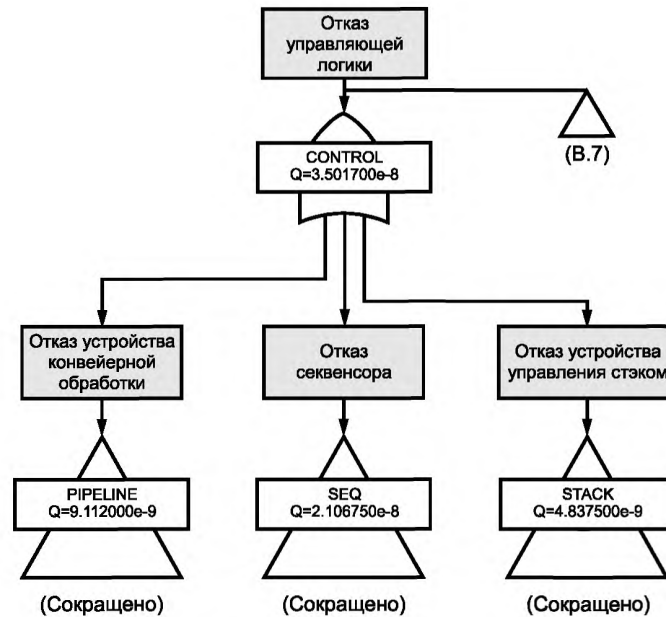 Отказ
управляющей
логики
(В.7)
CONTROL
Q=3.501700e-8
Отказ устройства
конвейерной
обработки
Отказ
секвенсора
Отказ устройства
управления стэком
PIPELINE
Q=9.112000e-9
SEQ
Q=2.106750e-8
STACK
Q=4.837500e-9
(Сокращено)
(Сокращено)
(Сокращено)